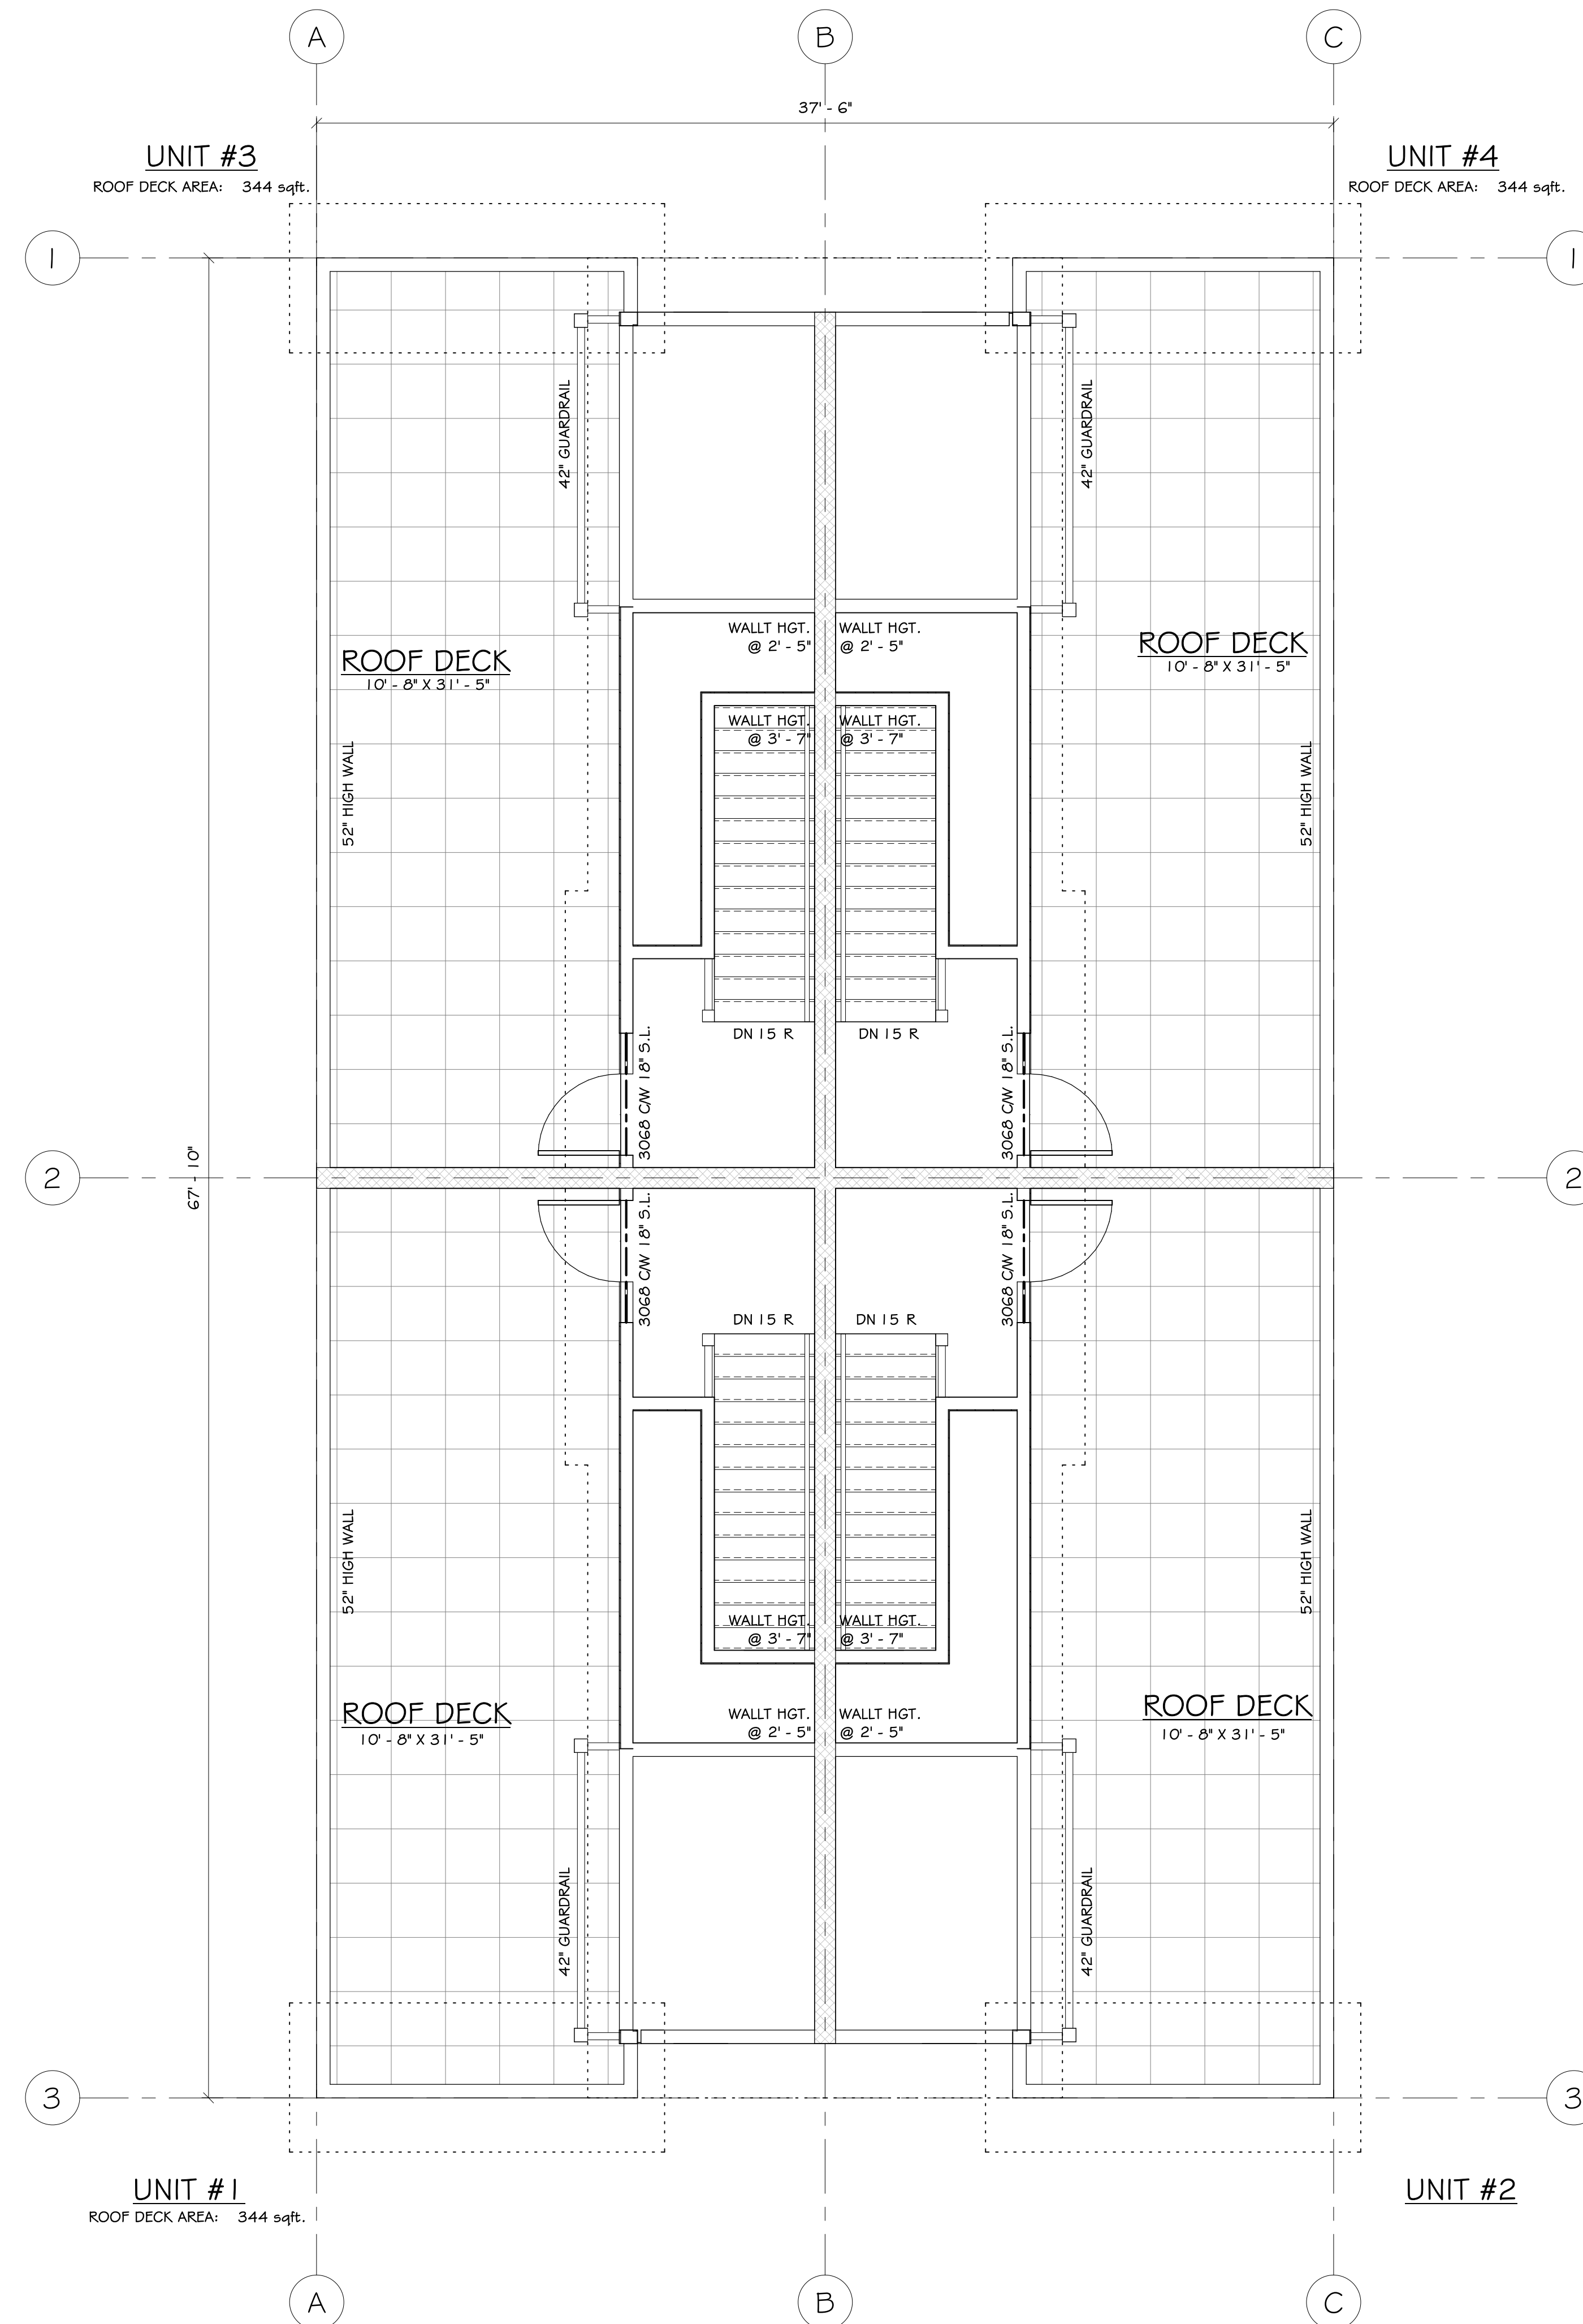 A
B
C
37' - 6"
UNIT #3
ROOF DECK AREA: 344 sqft.
UNIT #4
ROOF DECK AREA: 344 sqft.
1
1
42" GUARDRAIL
42" GUARDRAIL
WALLT HGT.
@ 2' - 5"
WALLT HGT.
@ 2' - 5"
ROOF DECK
10' - 8" X 31' - 5"
ROOF DECK
10' - 8" X 31' - 5"
WALLT HGT.
@ 3' - 7"
WALLT HGT.
@ 3' - 7"
52" HIGH WALL
52" HIGH WALL
DN 15 R
DN 15 R
3068 C/W 18" S.L.
3068 C/W 18" S.L.
2
2
67' - 10"
3068 C/W 18" S.L.
3068 C/W 18" S.L.
DN 15 R
DN 15 R
52" HIGH WALL
52" HIGH WALL
WALLT HGT.
@ 3' - 7"
WALLT HGT.
@ 3' - 7"
ROOF DECK
10' - 8" X 31' - 5"
ROOF DECK
10' - 8" X 31' - 5"
WALLT HGT.
@ 2' - 5"
WALLT HGT.
@ 2' - 5"
42" GUARDRAIL
42" GUARDRAIL
3
3
UNIT #1
ROOF DECK AREA: 344 sqft.
UNIT #2
A
B
C